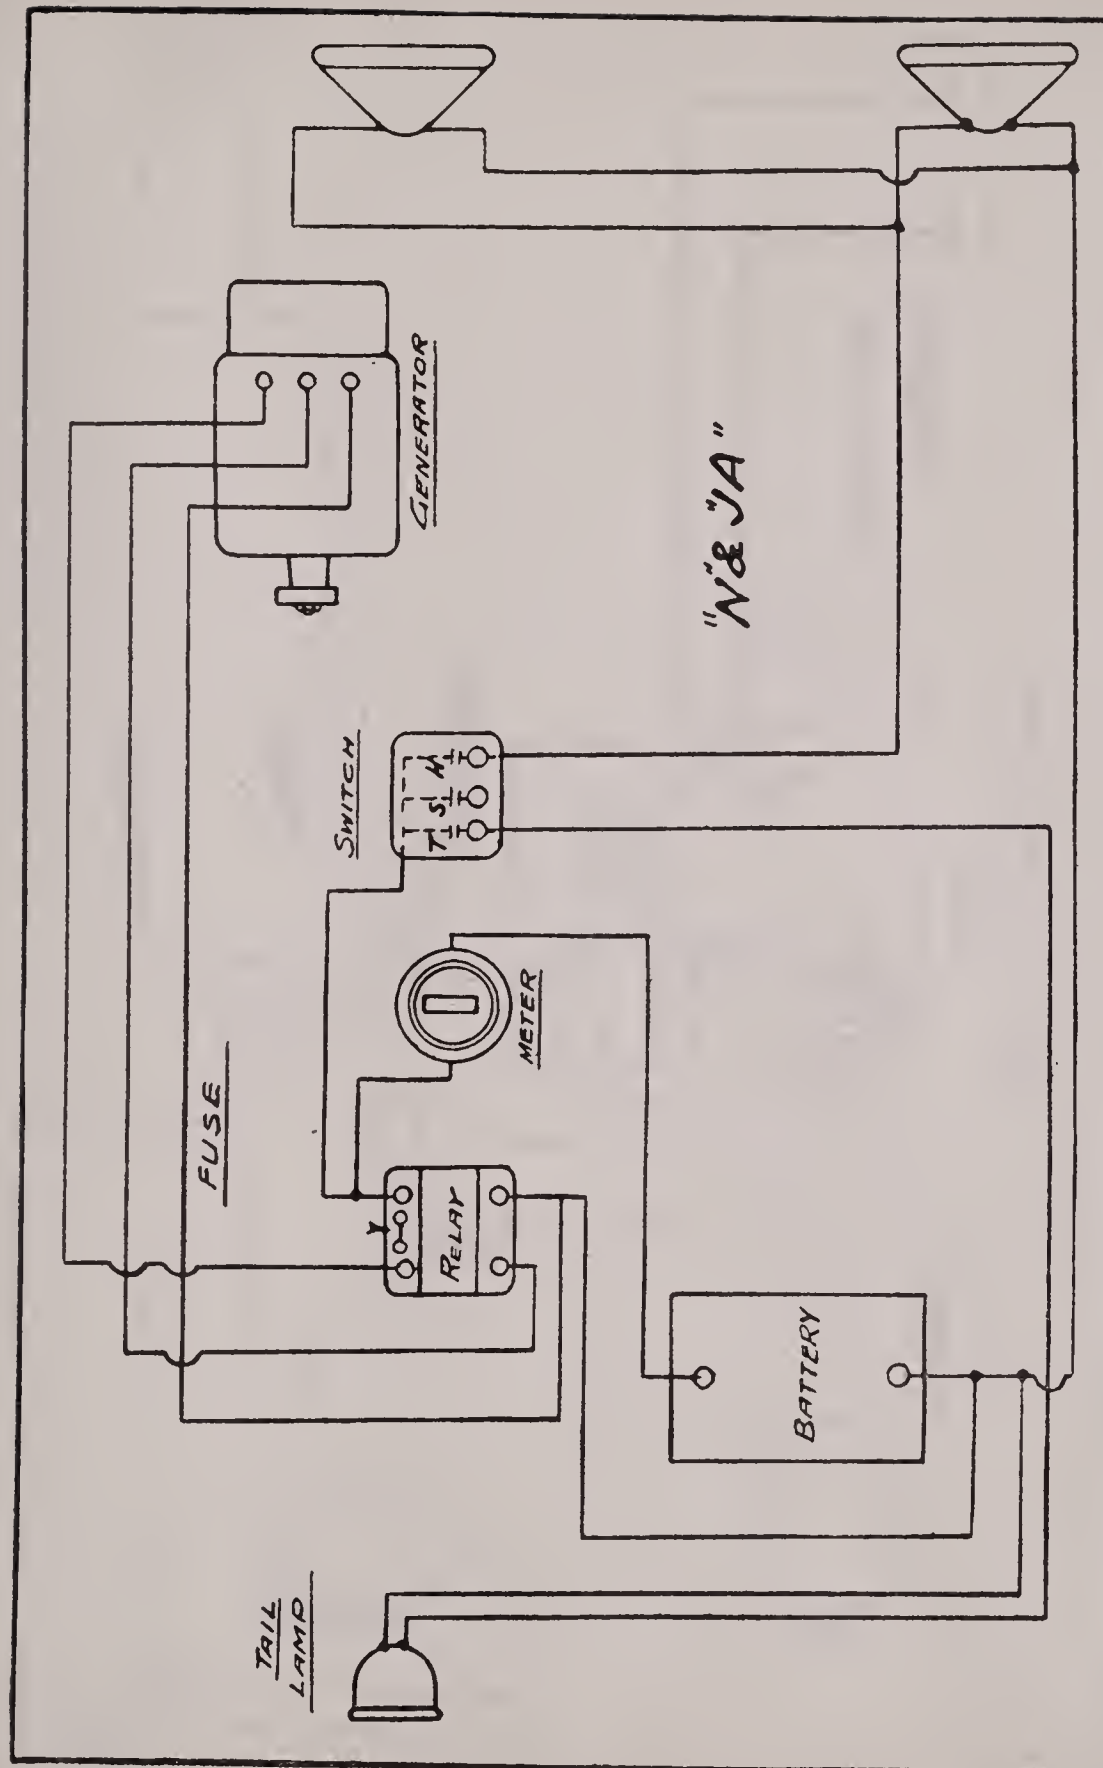 GENERATOR
"N" & "JA"
SWITCH
T S H
METER
FUSE
RELAY
BATTERY
TAIL
LAMP